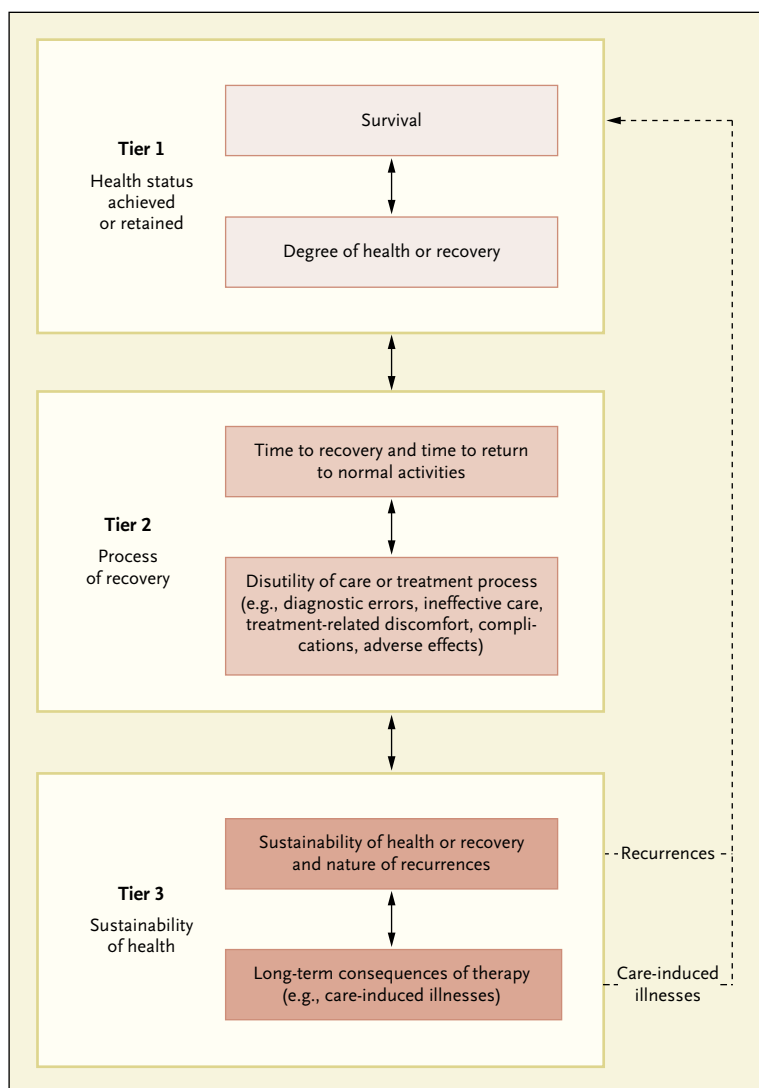 Survival
Tier 1
Health status
achieved
or retained
Degree of health or recovery
Time to recovery and time to return
to normal activities
Tier 2
Process
of recovery
Disutility of care or treatment process
(e.g., diagnostic errors, ineffective care,
treatment-related discomfort, compli-
cations, adverse effects)
Sustainability of health or recovery
and nature of recurrences
Recurrences
Tier 3
Sustainability
of health
Long-term consequences of therapy
(e.g., care-induced illnesses)
Care-induced
illnesses